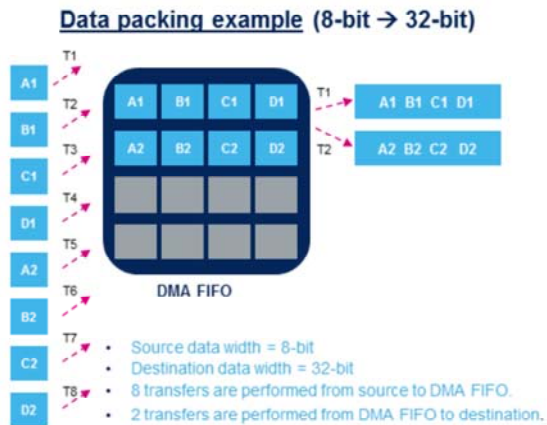 Data packing example (8-bit → 32-bit)
T1
A1
T2
B1
T3
C1
T4
D1
T5
A2
T6
B2
T7
C2
T8
D2
A1 B1 C1 D1
A2 B2 C2 D2
DMA FIFO
T1
A1 B1 C1 D1
T2
A2 B2 C2 D2
• Source data width = 8-bit
• Destination data width = 32-bit
• 8 transfers are performed from source to DMA FIFO.
• 2 transfers are performed from DMA FIFO to destination.